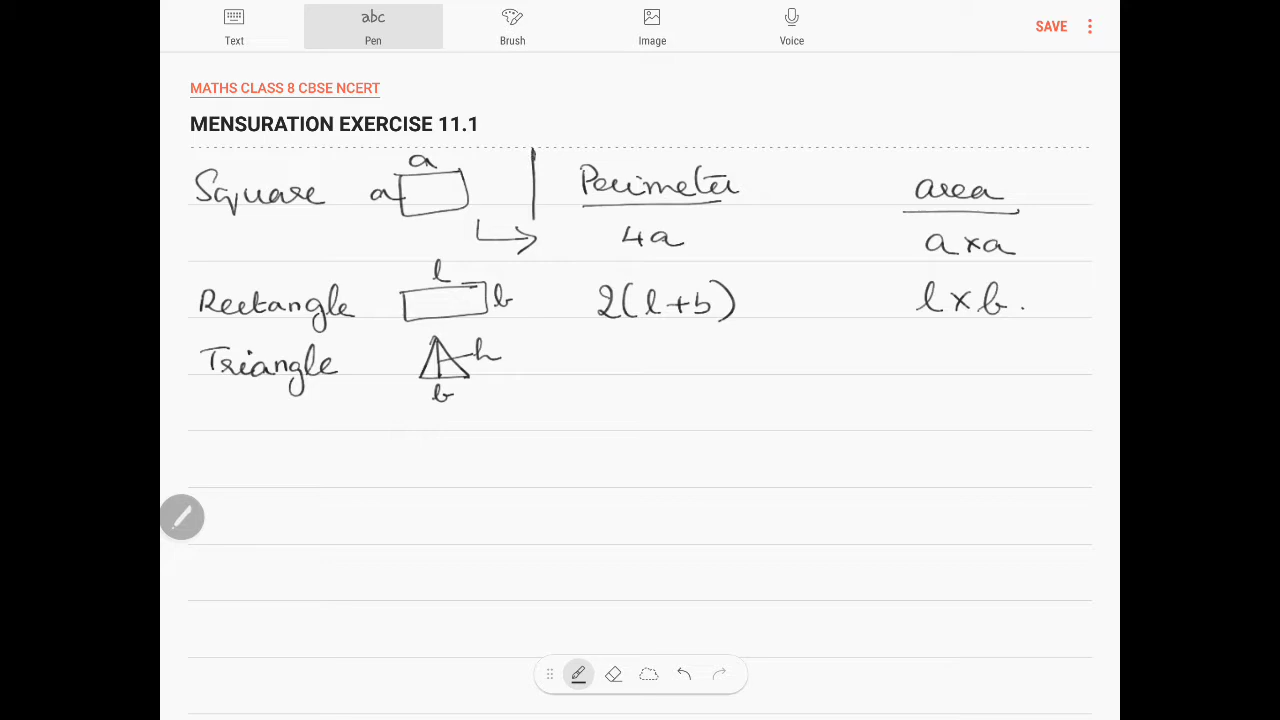 Text Pen Brush Image Voice SAVE
abc
MATHS CLASS 8 CBSE NCERT
MENSURATION EXERCISE 11.1
Square a a Perimeter area
4a a×a
Rectangle l b 2(l+b) l×b.
Triangle h
b